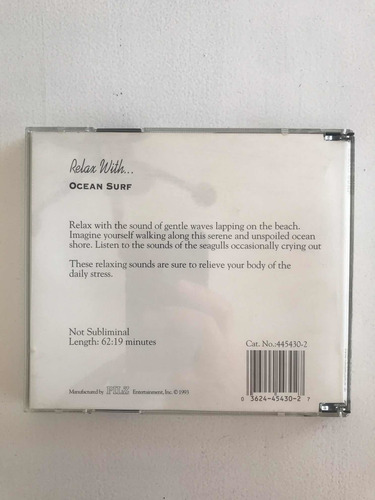 Relax With...
OCEAN SURF
Relax with the sound of gentle waves lapping on the beach.
Imagine yourself walking along this serene and unspoiled ocean
shore. Listen to the sounds of the seagulls occasionally crying out
These relaxing sounds are sure to relieve your body of the
daily stress.
Not Subliminal
Length: 62:19 minutes
Cat. No.:445430-2
Manufactured by PILZ Entertainment, Inc © 1993
0 3624-45430-2 7